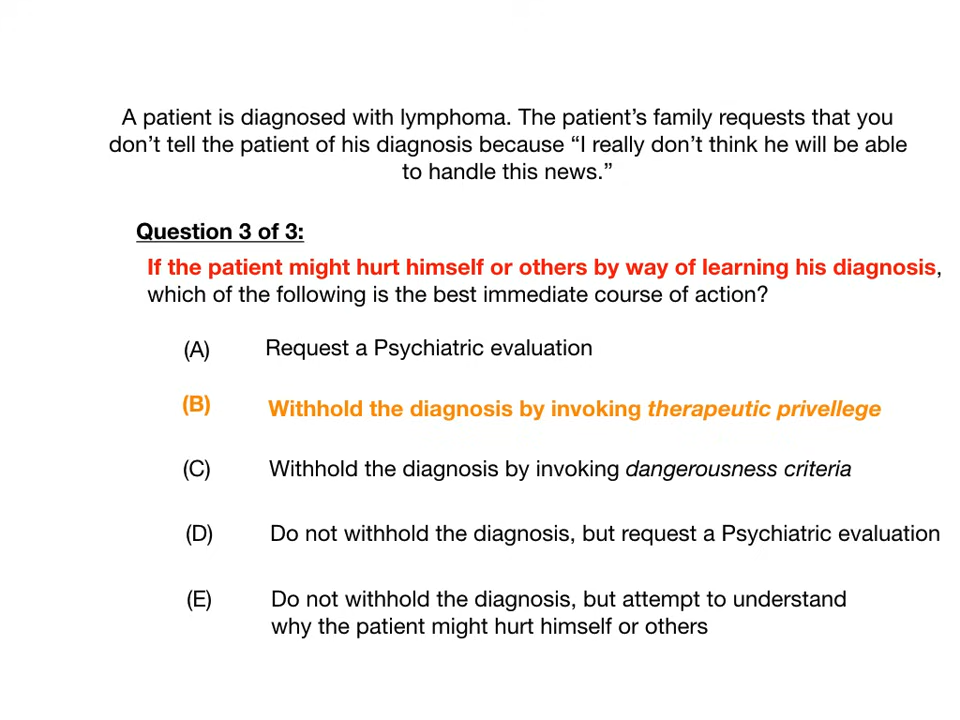 A patient is diagnosed with lymphoma. The patient’s family requests that you
don’t tell the patient of his diagnosis because “I really don’t think he will be able
to handle this news.”
Question 3 of 3:
If the patient might hurt himself or others by way of learning his diagnosis,
which of the following is the best immediate course of action?
(A) Request a Psychiatric evaluation
(B) Withhold the diagnosis by invoking therapeutic privellege
(C) Withhold the diagnosis by invoking dangerousness criteria
(D) Do not withhold the diagnosis, but request a Psychiatric evaluation
(E) Do not withhold the diagnosis, but attempt to understand
why the patient might hurt himself or others